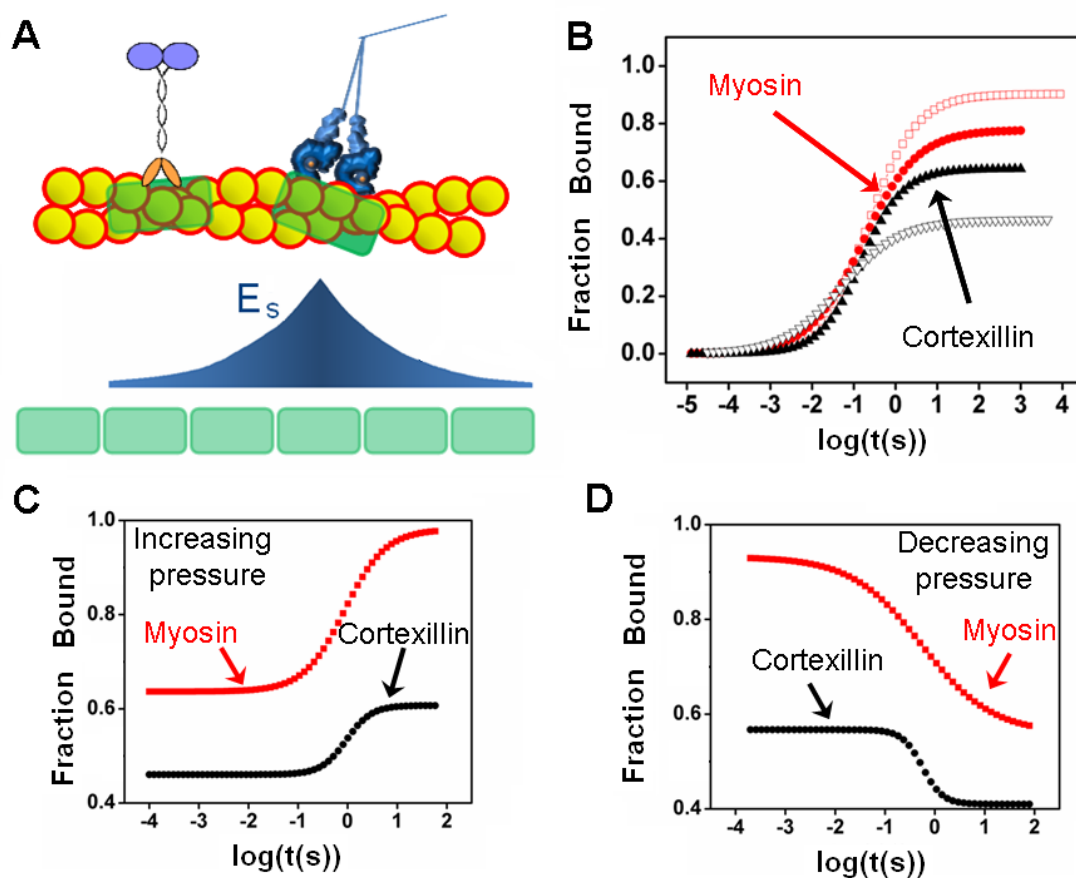 A
E s
B
1.0
0.8
0.6
0.4
0.2
0.0
Fraction Bound
Myosin
Cortexillin
-5 -4 -3 -2 -1 0 1 2 3 4
log(t(s))
C
1.0
0.8
0.6
0.4
Fraction Bound
Increasing
pressure
Myosin
Cortexillin
-4 -3 -2 -1 0 1 2
log(t(s))
D
1.0
0.8
0.6
0.4
Fraction Bound
Decreasing
pressure
Cortexillin
Myosin
-4 -3 -2 -1 0 1 2
log(t(s))